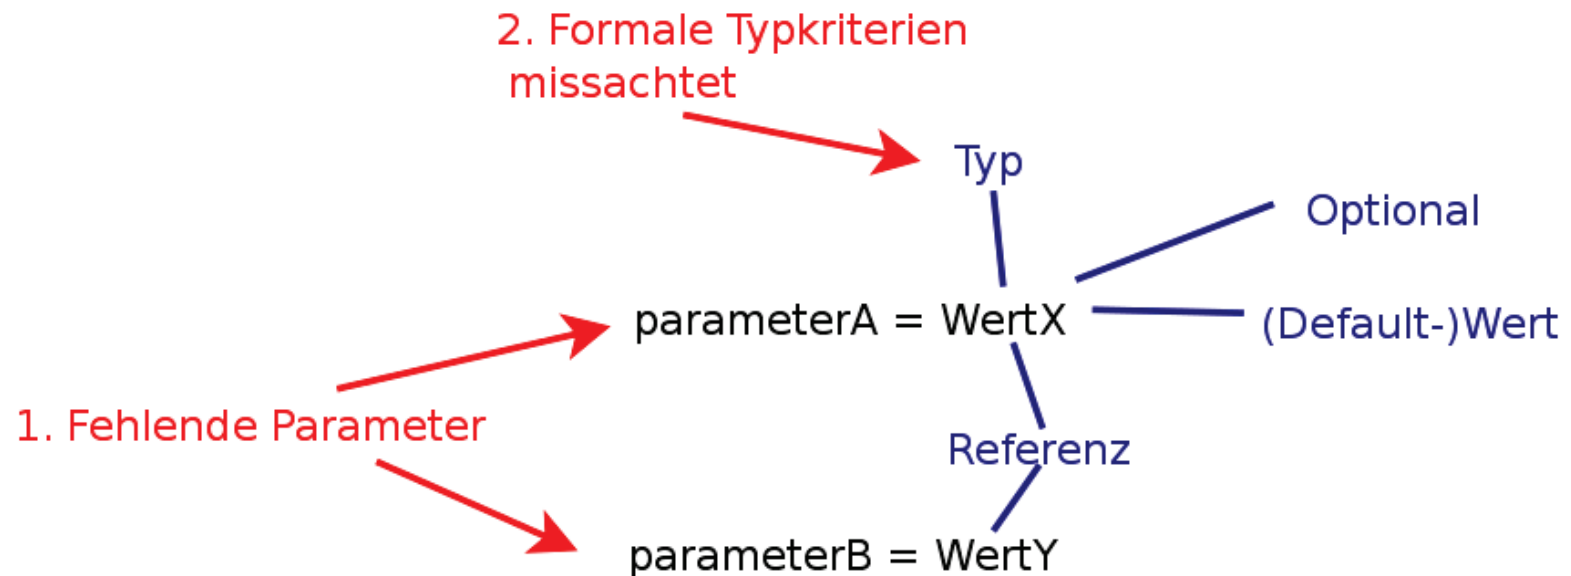 2. Formale Typkriterien
missachtet
Typ
Optional
parameterA = WertX
(Default-)Wert
1. Fehlende Parameter
Referenz
parameterB = WertY